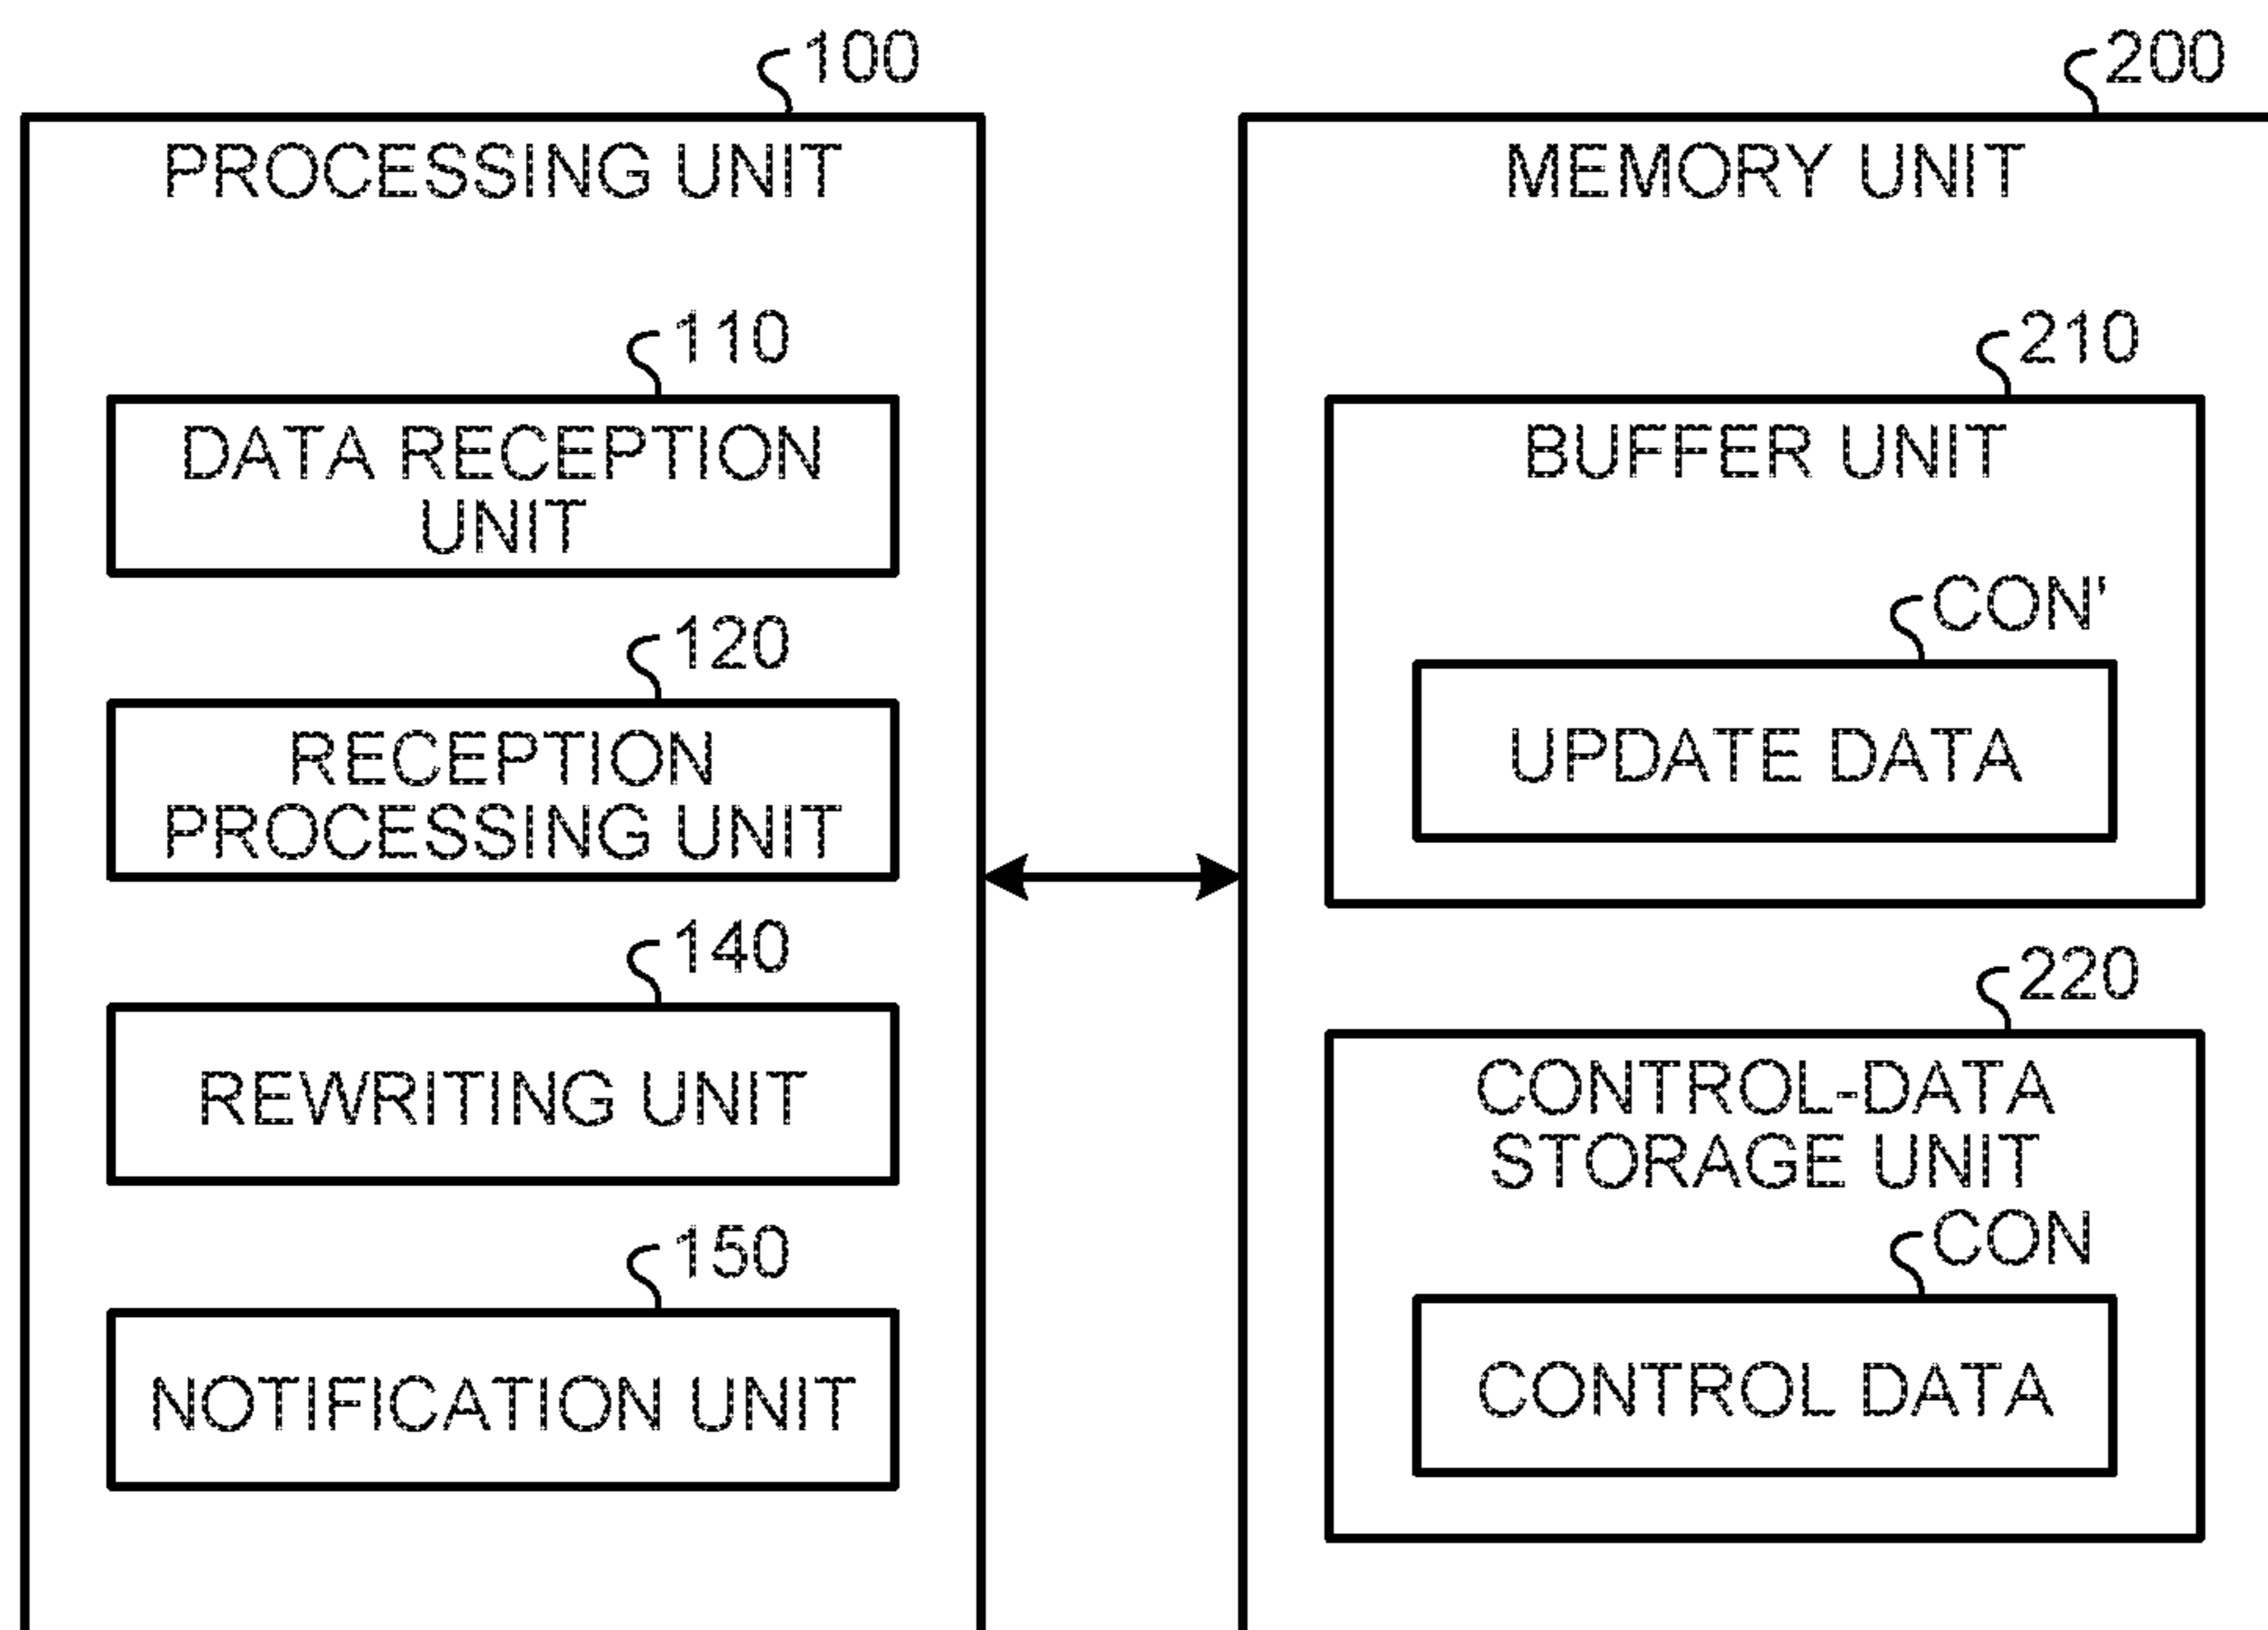 100
PROCESSING UNIT
110
DATA RECEPTION
UNIT
120
RECEPTION
PROCESSING UNIT
140
REWRITING UNIT
150
NOTIFICATION UNIT
200
MEMORY UNIT
210
BUFFER UNIT
CON'
UPDATE DATA
220
CONTROL-DATA
STORAGE UNIT
CON
CONTROL DATA